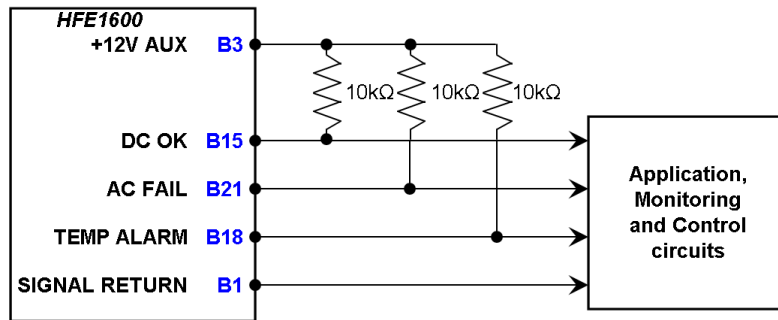 HFE1600
+12V AUX B3
10kΩ 10kΩ 10kΩ
DC OK B15
AC FAIL B21
TEMP ALARM B18
SIGNAL RETURN B1
Application,
Monitoring
and Control
circuits